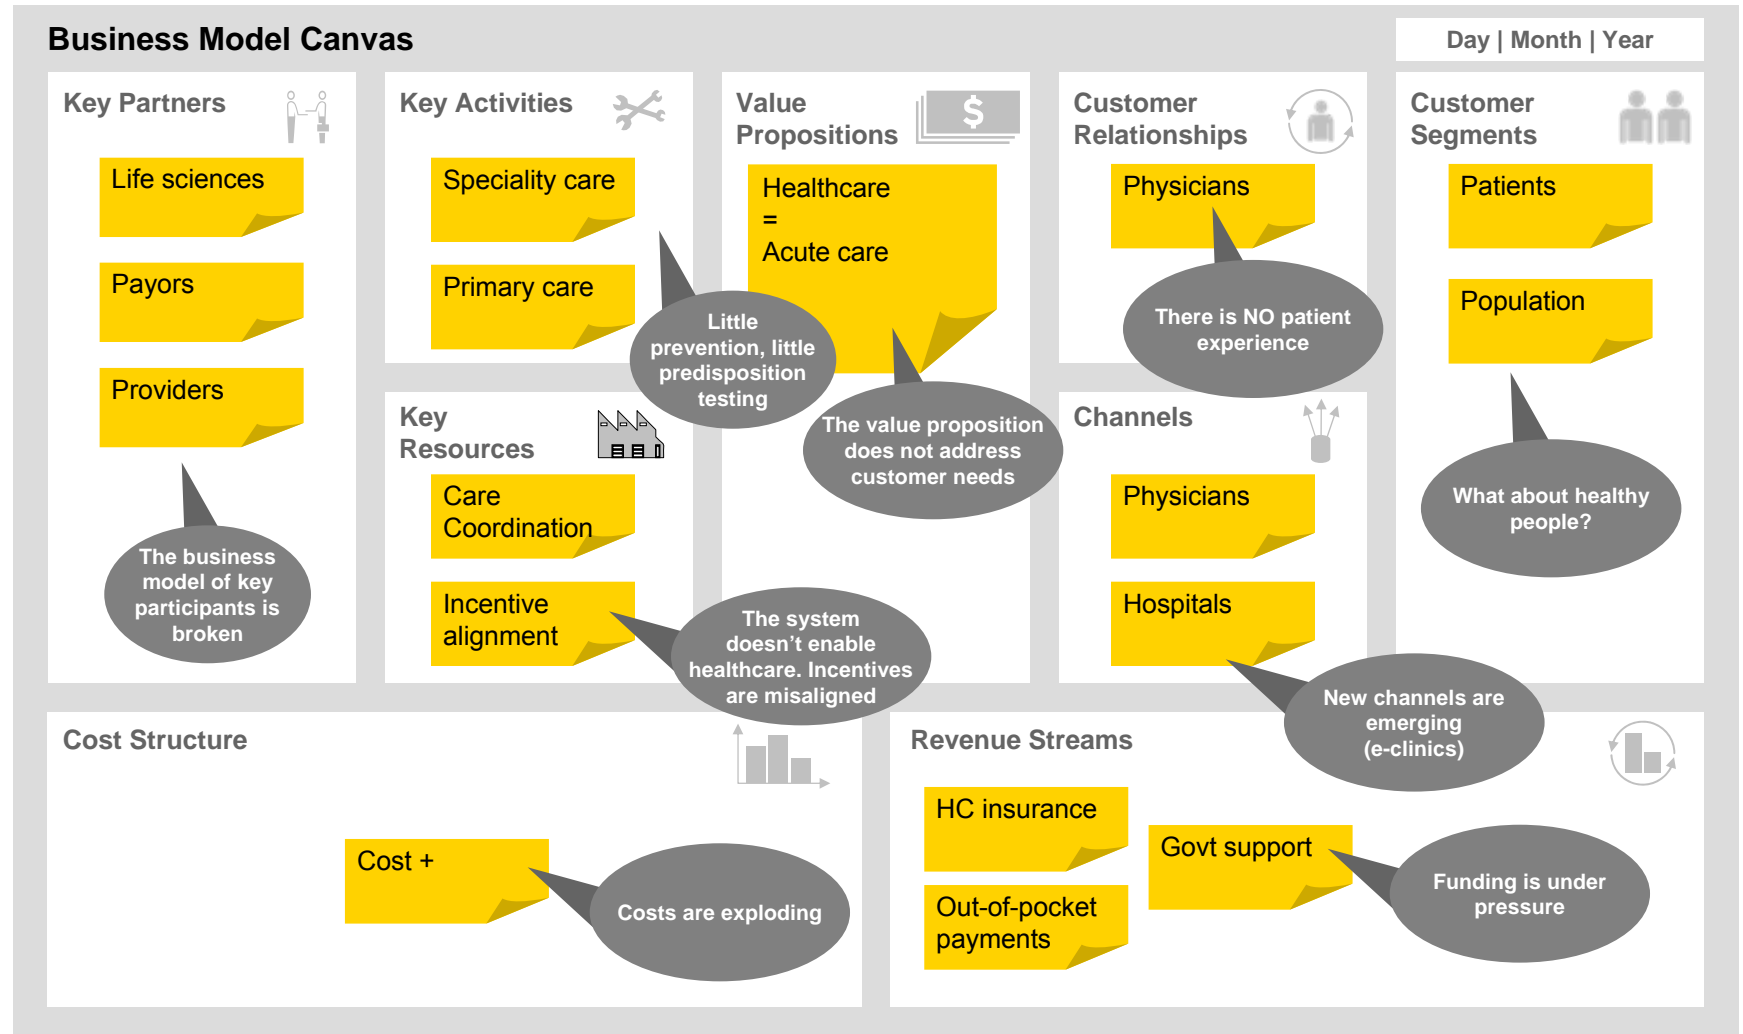 Business Model Canvas
Day | Month | Year
Key Partners
Life sciences
Payors
Providers
The business
model of key
participants is
broken
Key Activities
Speciality care
Primary care
Little
prevention, little
predisposition
testing
Key
Resources
Care
Coordination
Incentive
alignment
The system
doesn’t enable
healthcare. Incentives
are misaligned
Value
Propositions
$
Healthcare
=
Acute care
The value proposition
does not address
customer needs
Customer
Relationships
Physicians
There is NO patient
experience
Channels
Physicians
Hospitals
New channels are
emerging
(e-clinics)
Customer
Segments
Patients
Population
What about healthy
people?
Cost Structure
Cost +
Costs are exploding
Revenue Streams
HC insurance
Out-of-pocket
payments
Govt support
Funding is under
pressure